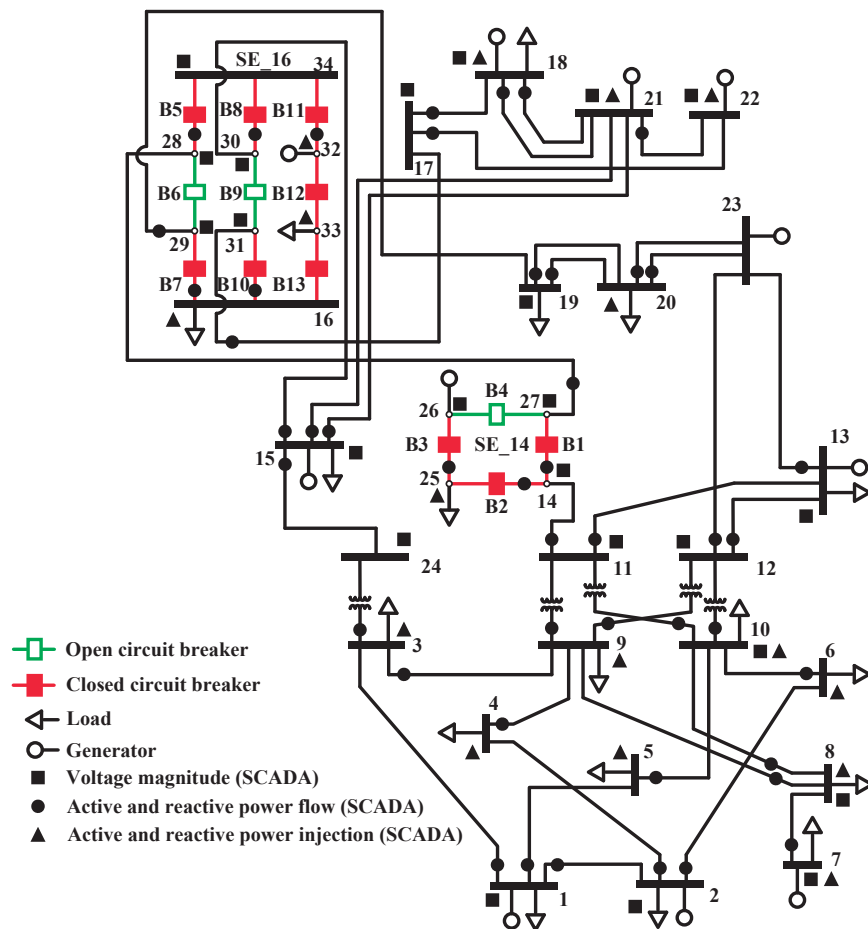 SE_16
34
18
B5
B8
B11
21
22
28
30
32
17
B6
B9
B12
29
31
33
23
B7
B10
B13
16
19
20
B4
26
27
13
B3
SE_14
B1
15
25
B2
14
24
11
12
3
9
10
6
Open circuit breaker
Closed circuit breaker
Load
4
5
8
Generator
Voltage magnitude (SCADA)
Active and reactive power flow (SCADA)
Active and reactive power injection (SCADA)
7
1
2